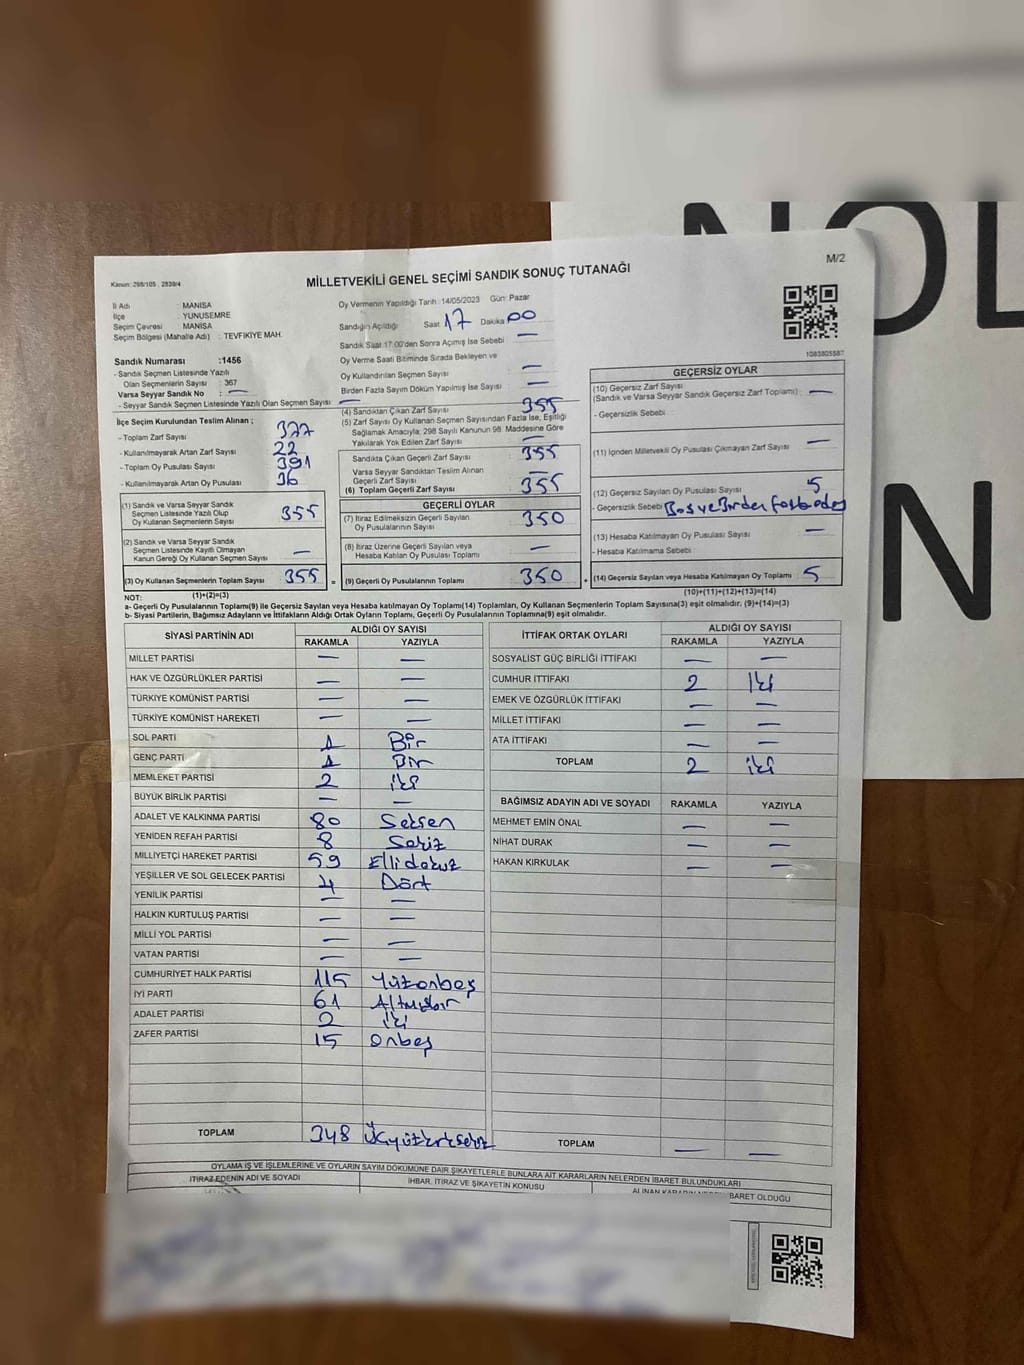 NOL
N
M/2
Kanun: 298/105 , 2839/4
MİLLETVEKİLİ GENEL SEÇİMİ SANDIK SONUÇ TUTANAĞI
İl Adı : MANİSA
İlçe : YUNUSEMRE
Seçim Çevresi : MANİSA
Seçim Bölgesi (Mahalle Adı) : TEVFİKİYE MAH.
Oy Vermenin Yapıldığı Tarih : 14/05/2023 Gün: Pazar
Sandığın Açıldığı Saat 17 Dakika 00
Sandık Saat 17:00'den Sonra Açılmış İse Sebebi —
Oy Verme Saati Bitiminde Sırada Bekleyen ve
Oy Kullandırılan Seçmen Sayısı —
Birden Fazla Sayım Döküm Yapılmış İse Sayısı —
1083805587
Sandık Numarası :1456
- Sandık Seçmen Listesinde Yazılı
Olan Seçmenlerin Sayısı : 367
Varsa Seyyar Sandık No : —
- Seyyar Sandık Seçmen Listesinde Yazılı Olan Seçmen Sayısı : —
İlçe Seçim Kurulundan Teslim Alınan ;
- Toplam Zarf Sayısı 377
- Kullanılmayarak Artan Zarf Sayısı 22
- Toplam Oy Pusulası Sayısı 391
- Kullanılmayarak Artan Oy Pusulası 36
(1) Sandık ve Varsa Seyyar Sandık
Seçmen Listesinde Yazılı Olup
Oy Kullanan Seçmenlerin Sayısı 355
(2) Sandık ve Varsa Seyyar Sandık
Seçmen Listesinde Kayıtlı Olmayan
Kanun Gereği Oy Kullanan Seçmen Sayısı —
(3) Oy Kullanan Seçmenlerin Toplam Sayısı 355 =
(4) Sandıktan Çıkan Zarf Sayısı 355
(5) Zarf Sayısı Oy Kullanan Seçmen Sayısından Fazla İse, Eşitliği
Sağlamak Amacıyla; 298 Sayılı Kanunun 98. Maddesine Göre
Yakılarak Yok Edilen Zarf Sayısı —
Sandıkta Çıkan Geçerli Zarf Sayısı 355
Varsa Seyyar Sandıktan Teslim Alınan
Geçerli Zarf Sayısı —
(6) Toplam Geçerli Zarf Sayısı 355
GEÇERLİ OYLAR
(7) İtiraz Edilmeksizin Geçerli Sayılan
Oy Pusulalarının Sayısı 350
(8) İtiraz Üzerine Geçerli Sayılan veya
Hesaba Katılan Oy Pusulası Toplamı —
(9) Geçerli Oy Pusulalarının Toplamı 350 +
GEÇERSİZ OYLAR
(10) Geçersiz Zarf Sayısı
(Sandık ve Varsa Seyyar Sandık Geçersiz Zarf Toplamı) —
- Geçersizlik Sebebi :
(11) İçinden Milletvekili Oy Pusulası Çıkmayan Zarf Sayısı —
(12) Geçersiz Sayılan Oy Pusulası Sayısı 5
- Geçersizlik Sebebi Boş ve Birden fazla
(13) Hesaba Katılmayan Oy Pusulası Sayısı —
- Hesaba Katılmama Sebebi :
(14) Geçersiz Sayılan veya Hesaba Katılmayan Oy Toplamı 5
NOT: (1)+(2)=(3)
(10)+(11)+(12)+(13)=(14)
a- Geçerli Oy Pusulalarının Toplamı(9) ile Geçersiz Sayılan veya Hesaba katılmayan Oy Toplamı(14) Toplamları, Oy Kullanan Seçmenlerin Toplam Sayısına(3) eşit olmalıdır. (9)+(14)=(3)
b- Siyasi Partilerin, Bağımsız Adayların ve İttifakların Aldığı Ortak Oyların Toplamı, Geçerli Oy Pusulalarının Toplamına(9) eşit olmalıdır.
SİYASİ PARTİNİN ADI ALDIĞI OY SAYISI
RAKAMLA YAZIYLA
MİLLET PARTİSİ — —
HAK VE ÖZGÜRLÜKLER PARTİSİ — —
TÜRKİYE KOMÜNİST PARTİSİ — —
TÜRKİYE KOMÜNİST HAREKETİ — —
SOL PARTİ 1 Bir
GENÇ PARTİ 1 Bir
MEMLEKET PARTİSİ 2 iki
BÜYÜK BİRLİK PARTİSİ — —
ADALET VE KALKINMA PARTİSİ 80 Seksen
YENİDEN REFAH PARTİSİ 8 Sekiz
MİLLİYETÇİ HAREKET PARTİSİ 59 Ellidokuz
YEŞİLLER VE SOL GELECEK PARTİSİ 4 Dört
YENİLİK PARTİSİ — —
HALKIN KURTULUŞ PARTİSİ — —
MİLLİ YOL PARTİSİ — —
VATAN PARTİSİ — —
CUMHURİYET HALK PARTİSİ 115 Yüzonbeş
İYİ PARTİ 61 Altmışbir
ADALET PARTİSİ 2 iki
ZAFER PARTİSİ 15 onbeş
TOPLAM 348 Üçyüzkırksekiz
İTTİFAK ORTAK OYLARI ALDIĞI OY SAYISI
RAKAMLA YAZIYLA
SOSYALİST GÜÇ BİRLİĞİ İTTİFAKI — —
CUMHUR İTTİFAKI 2 İki
EMEK VE ÖZGÜRLÜK İTTİFAKI — —
MİLLET İTTİFAKI — —
ATA İTTİFAKI — —
TOPLAM 2 iki
BAĞIMSIZ ADAYIN ADI VE SOYADI RAKAMLA YAZIYLA
MEHMET EMİN ÖNAL — —
NİHAT DURAK — —
HAKAN KIRKULAK — —
TOPLAM — —
OYLAMA İŞ VE İŞLEMLERİNE VE OYLARIN SAYIM DÖKÜMÜNE DAİR ŞİKAYETLERLE BUNLARA AİT KARARLARIN NELERDEN İBARET BULUNDUKLARI
İTİRAZ EDENİN ADI VE SOYADI İHBAR, İTİRAZ VE ŞİKAYETİN KONUSU ALINAN KARARIN NEDEN İBARET OLDUĞU